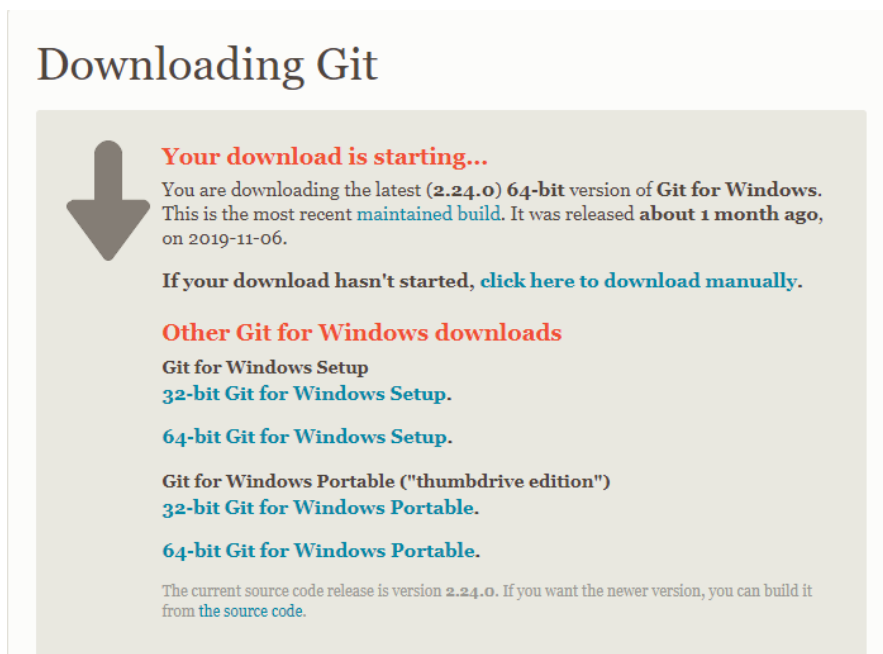 Downloading Git
Your download is starting...
You are downloading the latest (2.24.0) 64-bit version of Git for Windows.
This is the most recent maintained build. It was released about 1 month ago,
on 2019-11-06.
If your download hasn't started, click here to download manually.
Other Git for Windows downloads
Git for Windows Setup
32-bit Git for Windows Setup.
64-bit Git for Windows Setup.
Git for Windows Portable ("thumbdrive edition")
32-bit Git for Windows Portable.
64-bit Git for Windows Portable.
The current source code release is version 2.24.0. If you want the newer version, you can build it
from the source code.